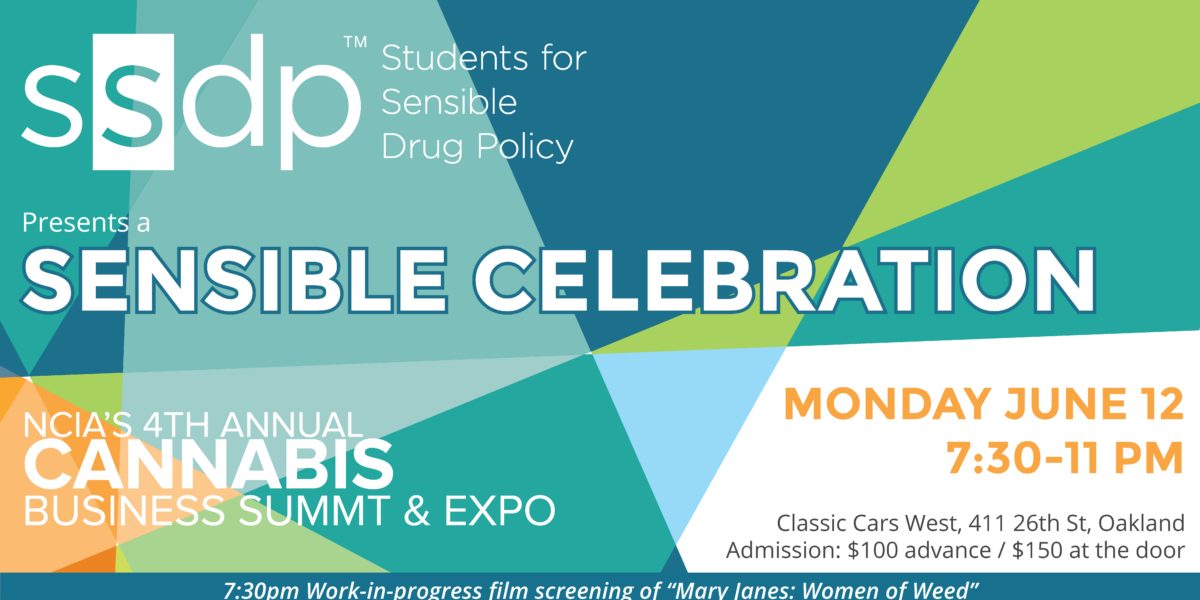 ssdp™
Students for
Sensible
Drug Policy
Presents a
SENSIBLE CELEBRATION
NCIA'S 4TH ANNUAL
CANNABIS
BUSINESS SUMMT & EXPO
MONDAY JUNE 12
7:30-11 PM
Classic Cars West, 411 26th St, Oakland
Admission: $100 advance / $150 at the door
7:30pm Work-in-progress film screening of “Mary Janes: Women of Weed”